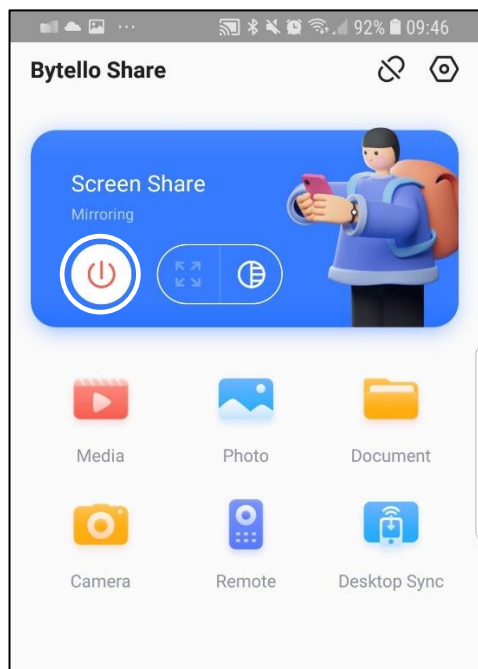 92% 09:46
Bytello Share
Screen Share
Mirroring
Media Photo Document
Camera Remote Desktop Sync